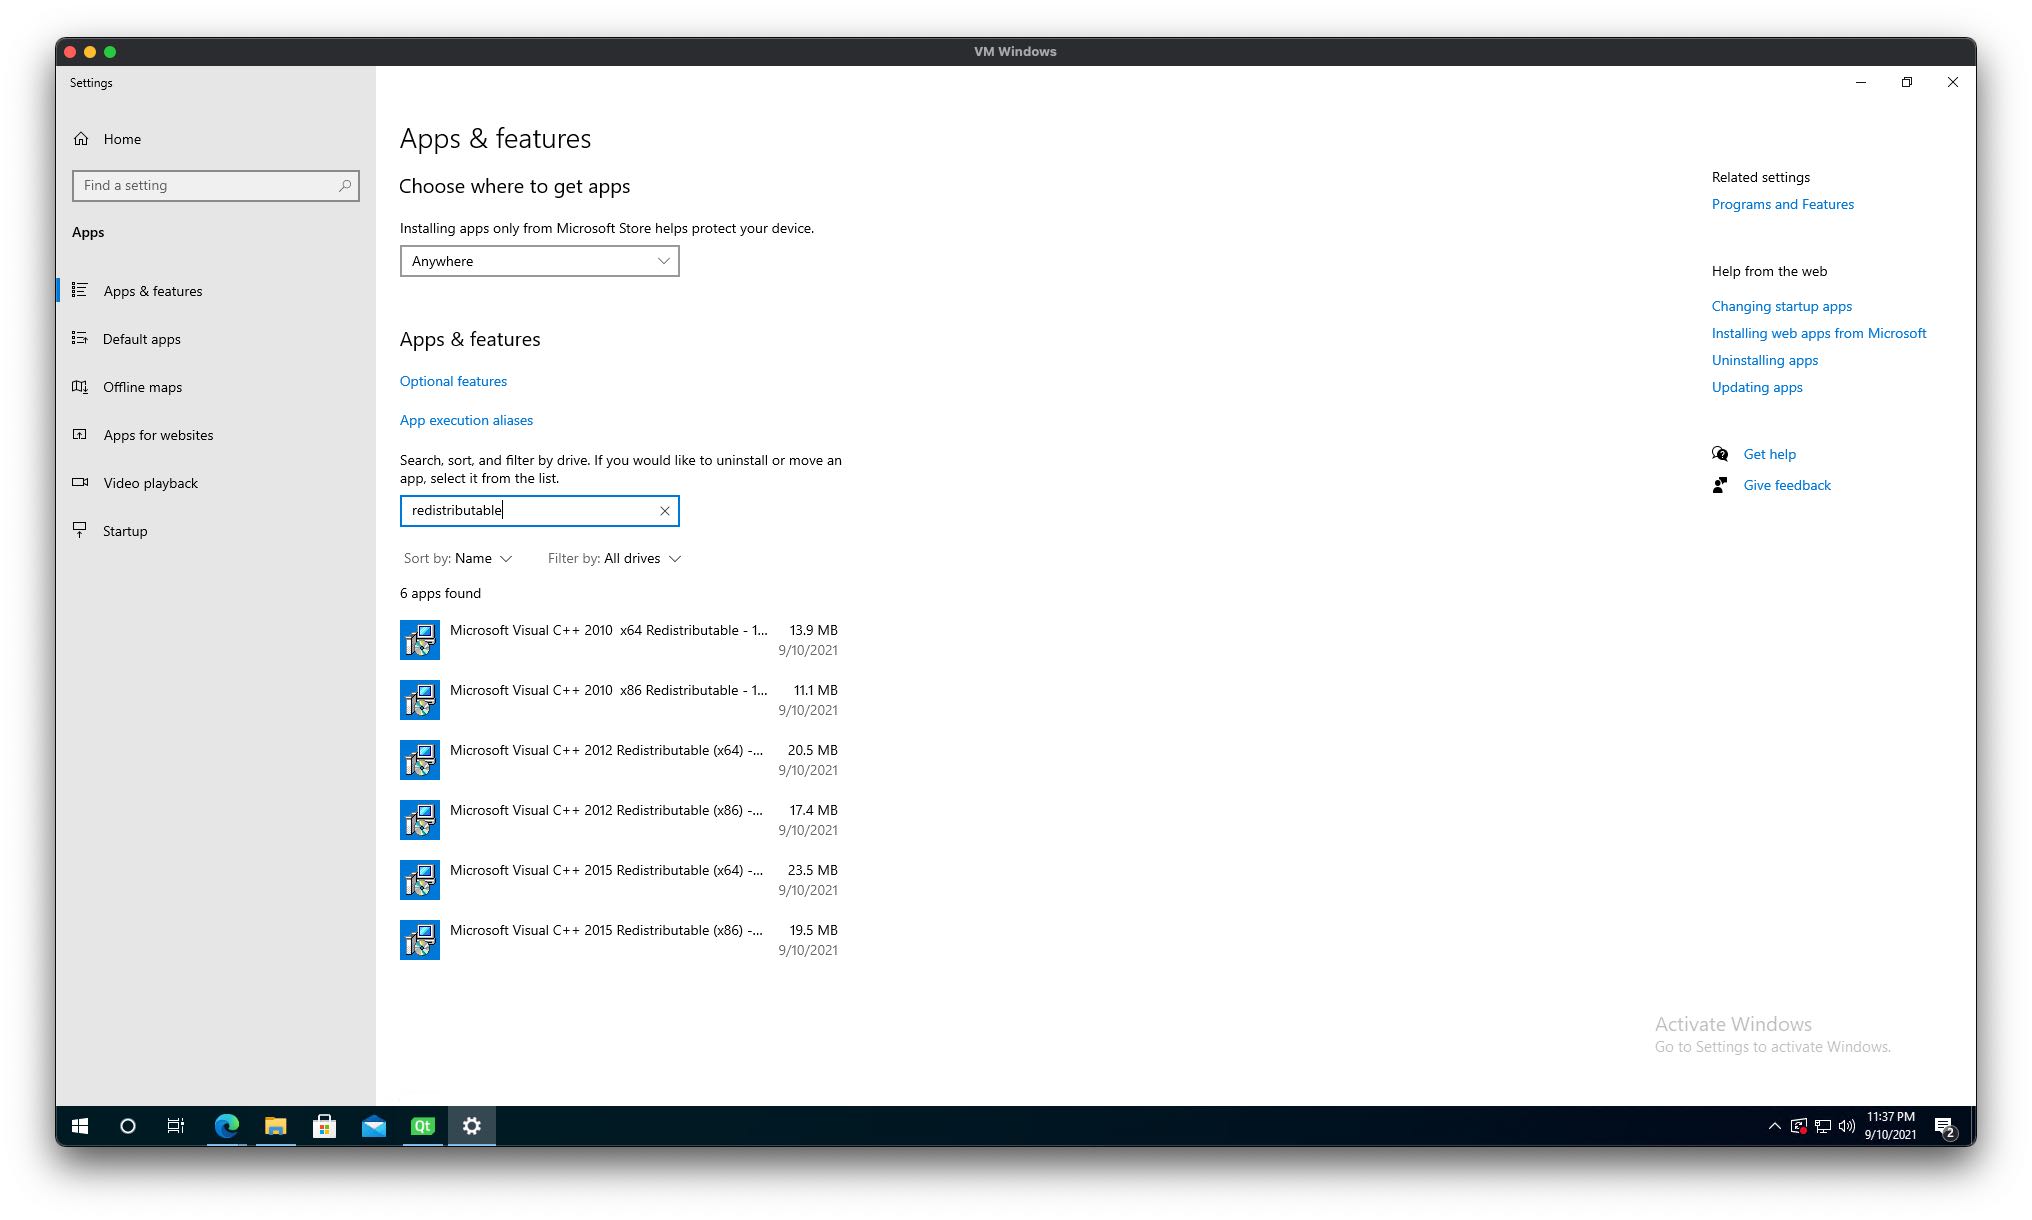 VM Windows
Settings
Home
Find a setting
Apps
Apps & features
Default apps
Offline maps
Apps for websites
Video playback
Startup
Apps & features
Choose where to get apps
Installing apps only from Microsoft Store helps protect your device.
Anywhere
Apps & features
Optional features
App execution aliases
Search, sort, and filter by drive. If you would like to uninstall or move an
app, select it from the list.
redistributable
Sort by: Name Filter by: All drives
6 apps found
Microsoft Visual C++ 2010  x64 Redistributable - 1... 13.9 MB
9/10/2021
Microsoft Visual C++ 2010  x86 Redistributable - 1... 11.1 MB
9/10/2021
Microsoft Visual C++ 2012 Redistributable (x64) -... 20.5 MB
9/10/2021
Microsoft Visual C++ 2012 Redistributable (x86) -... 17.4 MB
9/10/2021
Microsoft Visual C++ 2015 Redistributable (x64) -... 23.5 MB
9/10/2021
Microsoft Visual C++ 2015 Redistributable (x86) -... 19.5 MB
9/10/2021
Related settings
Programs and Features
Help from the web
Changing startup apps
Installing web apps from Microsoft
Uninstalling apps
Updating apps
Get help
Give feedback
Activate Windows
Go to Settings to activate Windows.
Qt
11:37 PM
9/10/2021
2